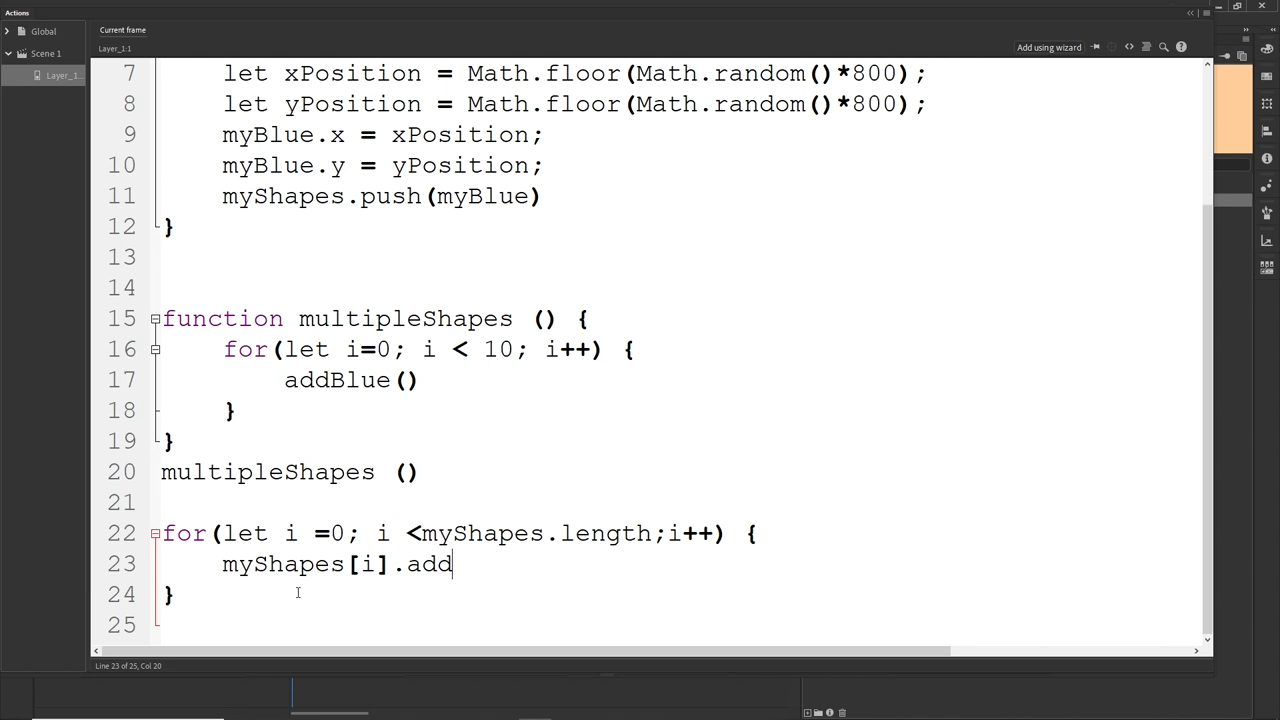 Actions
Global
Current frame
Scene 1
Layer_1:1
Add using wizard
Layer_1...
7 let xPosition = Math.floor(Math.random()*800);
8 let yPosition = Math.floor(Math.random()*800);
9 myBlue.x = xPosition;
10 myBlue.y = yPosition;
11 myShapes.push(myBlue)
12 }
13
14
15 function multipleShapes () {
16 for(let i=0; i < 10; i++) {
17 addBlue()
18 }
19 }
20 multipleShapes ()
21
22 for(let i =0; i <myShapes.length;i++) {
23 myShapes[i].add
24 }
25
Line 23 of 25, Col 20